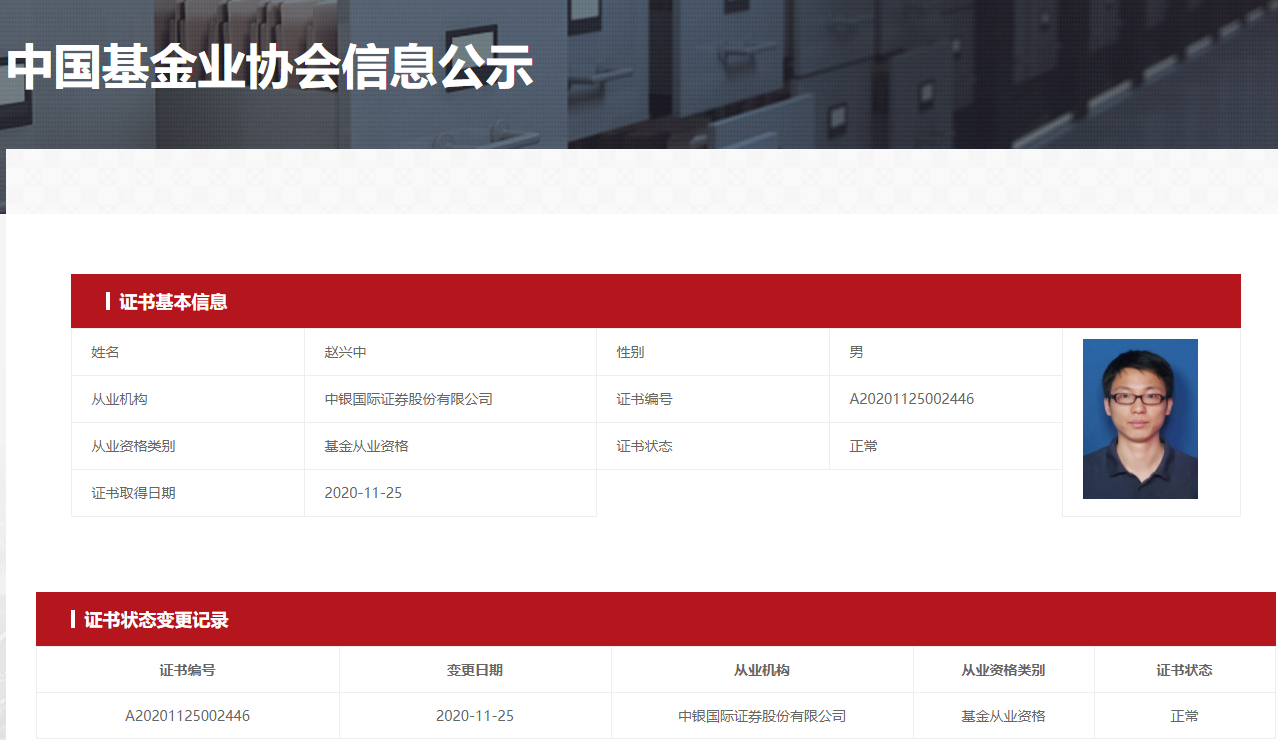 中国基金业协会信息公示
证书基本信息
姓名 赵兴中 性别 男
从业机构 中银国际证券股份有限公司 证书编号 A20201125002446
从业资格类别 基金从业资格 证书状态 正常
证书取得日期 2020-11-25
证书状态变更记录
证书编号 变更日期 从业机构 从业资格类别 证书状态
A20201125002446 2020-11-25 中银国际证券股份有限公司 基金从业资格 正常